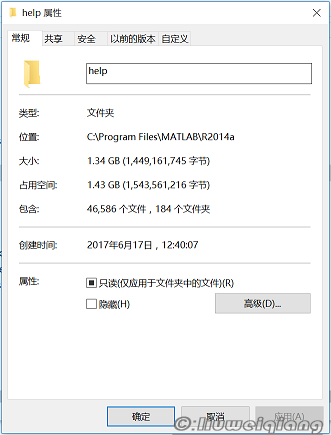 help 属性
常规 共享 安全 以前的版本 自定义
help
类型: 文件夹
位置: C:\Program Files\MATLAB\R2014a
大小: 1.34 GB (1,449,161,745 字节)
占用空间: 1.43 GB (1,543,561,216 字节)
包含: 46,586 个文件，184 个文件夹
创建时间: 2017年6月17日，12:40:07
属性: 只读(仅应用于文件夹中的文件)(R)
隐藏(H) 高级(D)...
确定 取消 应用(A)
©liuweiqiang